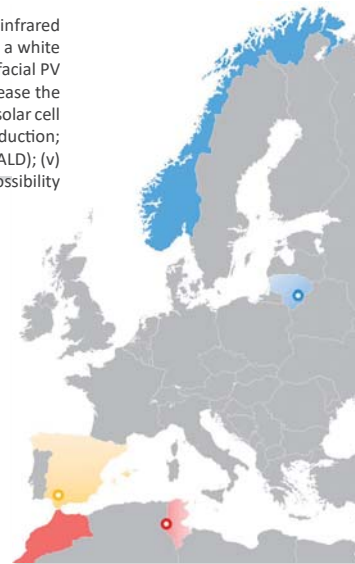 infrared
a white
facial PV
ease the
solar cell
duction;
ALD); (v)
ossibility